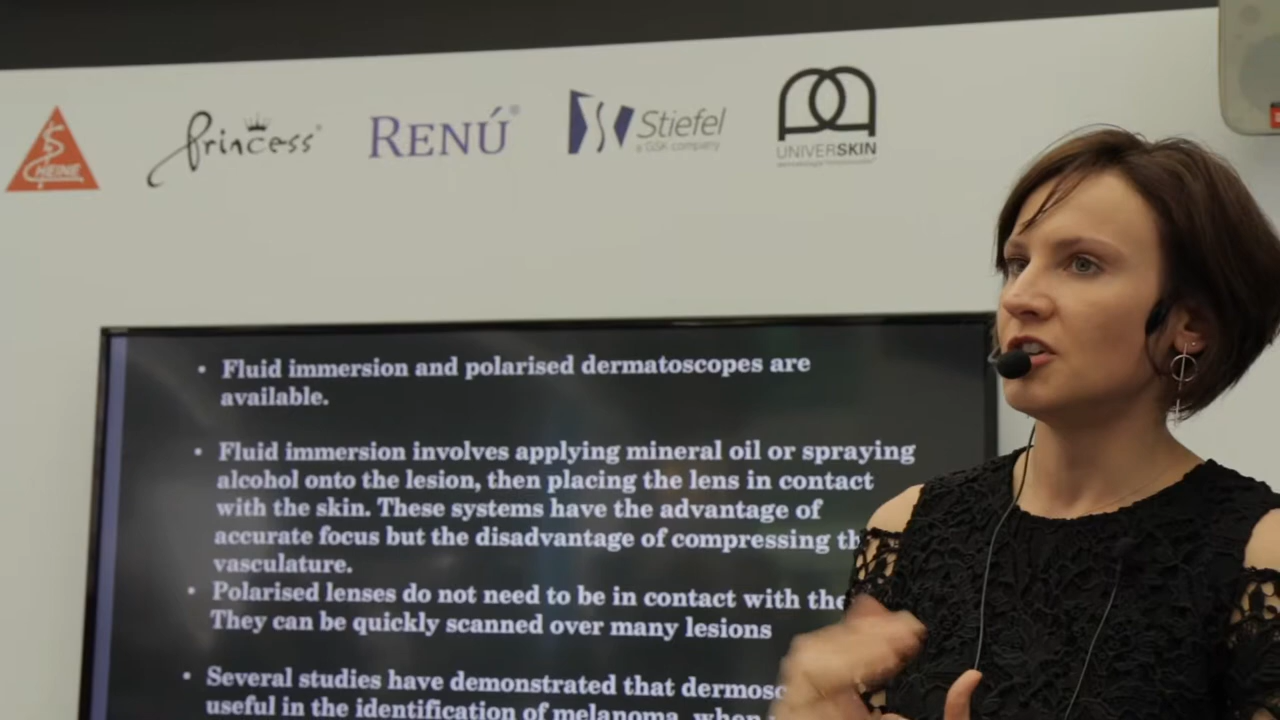 HEINE
Princess
RENÚ
Stiefel
a GSK company
UNIVERSKIN
• Fluid immersion and polarised dermatoscopes are
available.
• Fluid immersion involves applying mineral oil or spraying
alcohol onto the lesion, then placing the lens in contact
with the skin. These systems have the advantage of
accurate focus but the disadvantage of compressing th
vasculature.
• Polarised lenses do not need to be in contact with the
They can be quickly scanned over many lesions
• Several studies have demonstrated that dermosc
useful in the identification of melanoma, when